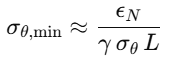 σ_{θ,min} ≈ ϵ_N / (γ σ_θ L)